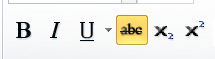 B I U abc x₂ x²